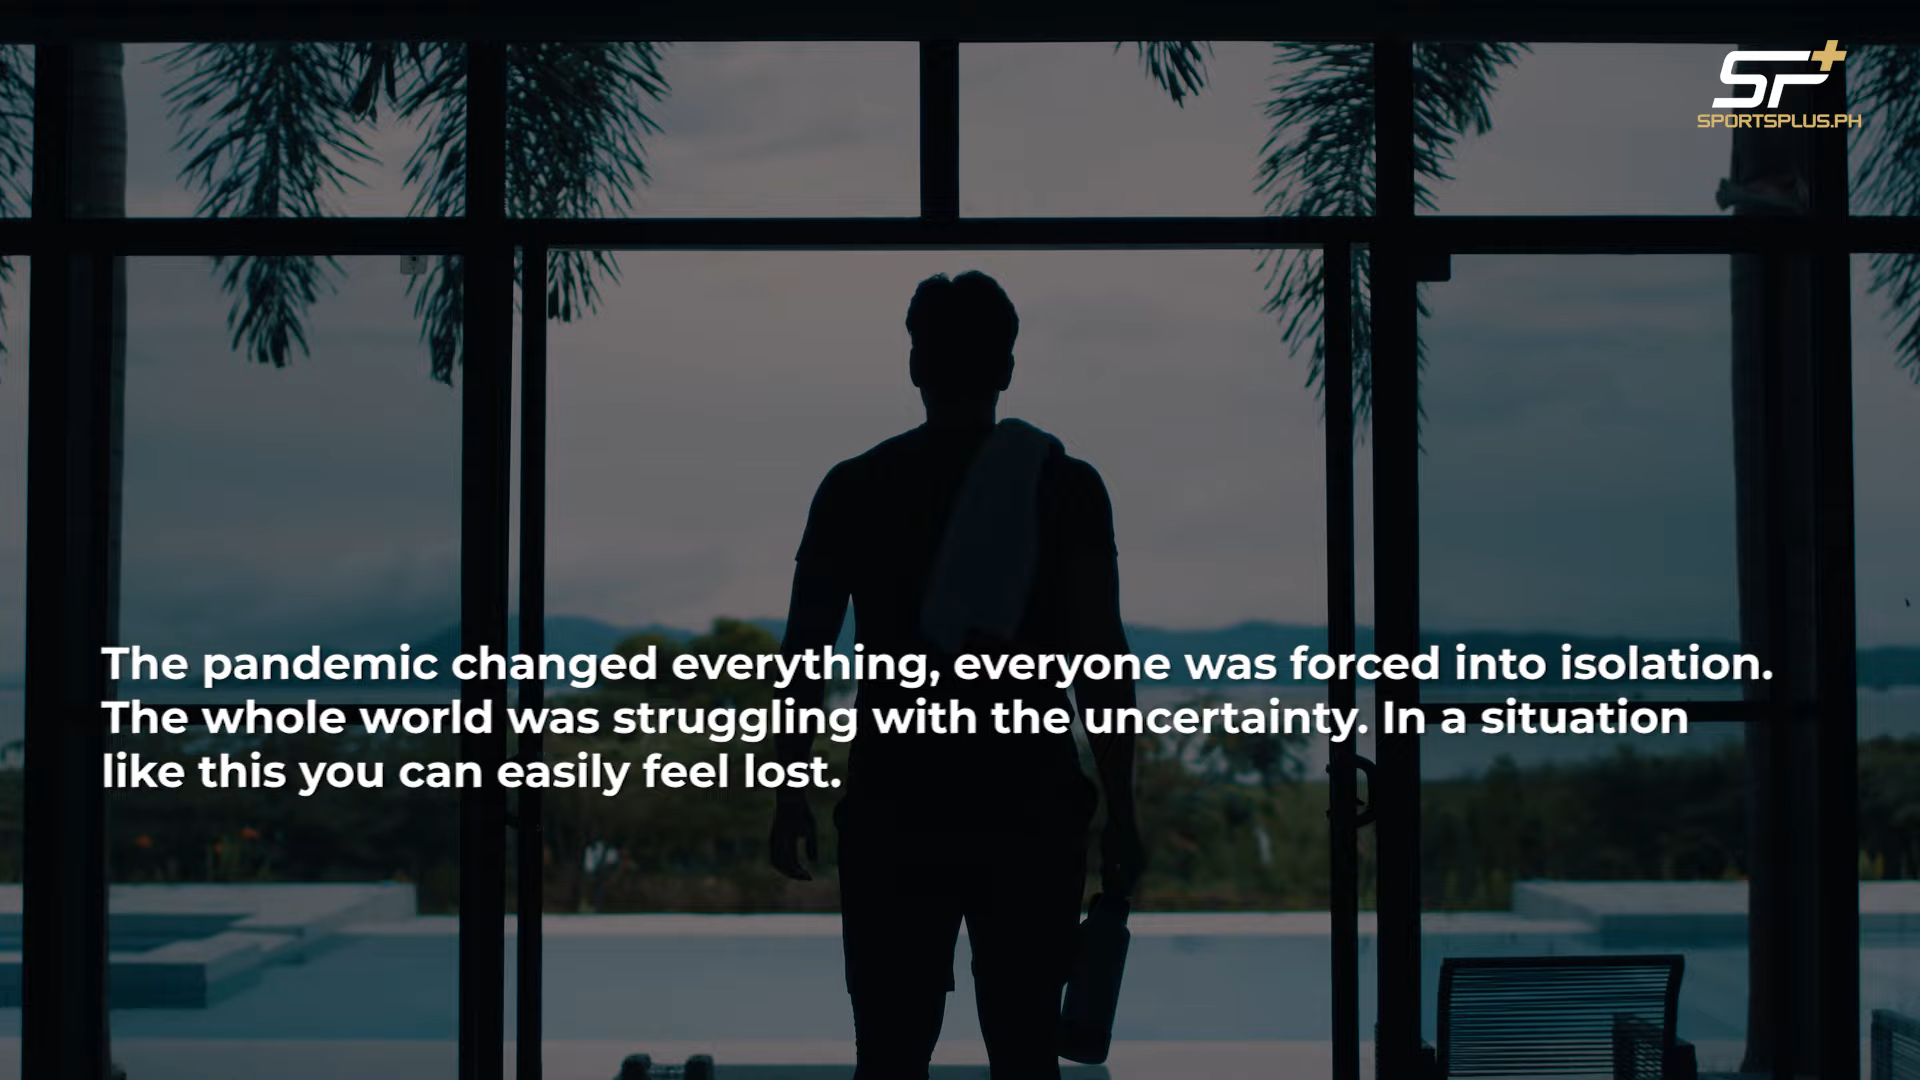 SP+
SPORTSPLUS.PH
The pandemic changed everything, everyone was forced into isolation.
The whole world was struggling with the uncertainty. In a situation
like this you can easily feel lost.